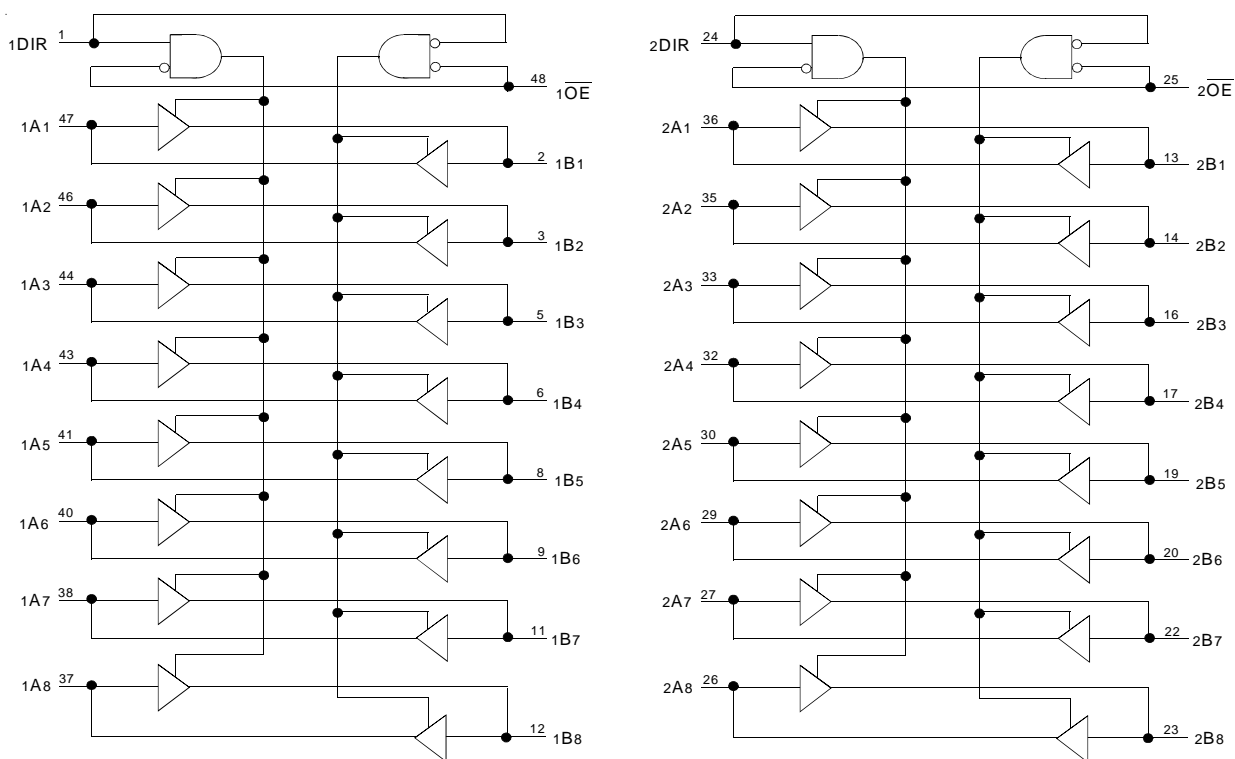 1DIR 1
48 1OE
1A1 47
2 1B1
1A2 46
3 1B2
1A3 44
5 1B3
1A4 43
6 1B4
1A5 41
8 1B5
1A6 40
9 1B6
1A7 38
11 1B7
1A8 37
12 1B8
2DIR 24
25 2OE
2A1 36
13 2B1
2A2 35
14 2B2
2A3 33
16 2B3
2A4 32
17 2B4
2A5 30
19 2B5
2A6 29
20 2B6
2A7 27
22 2B7
2A8 26
23 2B8